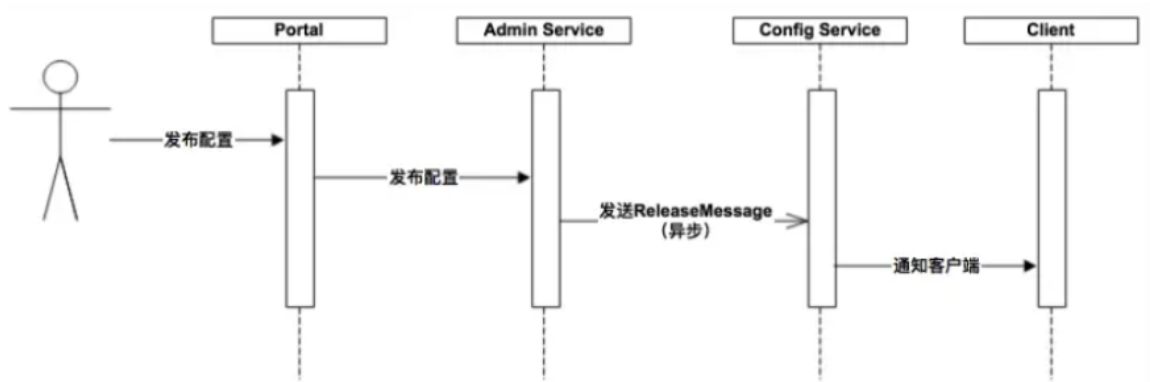 Portal
Admin Service
Config Service
Client
发布配置
发布配置
发送ReleaseMessage
（异步）
通知客户端